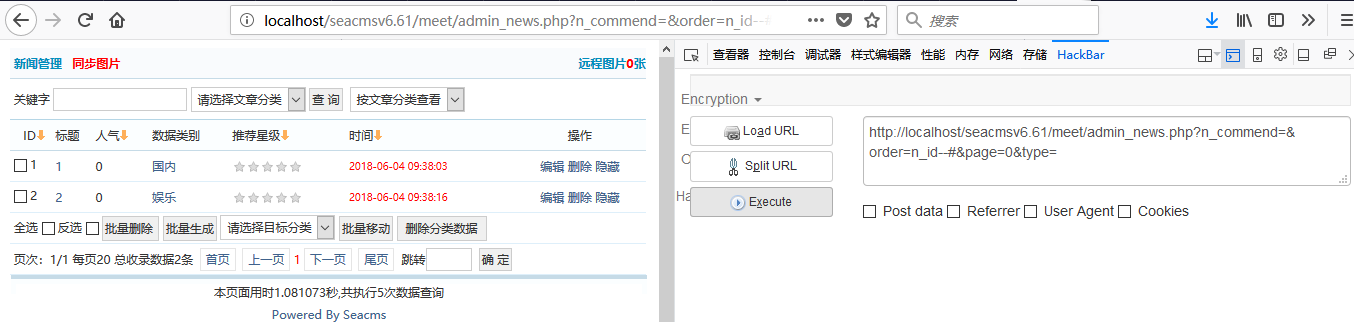 localhost/seacmsv6.61/meet/admin_news.php?n_commend=&order=n_id--#
搜索
新闻管理 同步图片 远程图片0张
关键字 请选择文章分类 查 询 按文章分类查看
ID 标题 人气 数据类别 推荐星级 时间 操作
1 1 0 国内 2018-06-04 09:38:03 编辑 删除 隐藏
2 2 0 娱乐 2018-06-04 09:38:16 编辑 删除 隐藏
全选 反选 批量删除 批量生成 请选择目标分类 批量移动 删除分类数据
页次：1/1 每页20 总收录数据2条 首页 上一页 1 下一页 尾页 跳转 确 定
本页面用时1.081073秒,共执行5次数据查询
Powered By Seacms
查看器 控制台 调试器 样式编辑器 性能 内存 网络 存储 HackBar
Encryption
E
Ha
Load URL
Split URL
Execute
http://localhost/seacmsv6.61/meet/admin_news.php?n_commend=&
order=n_id--#&page=0&type=
Post data Referrer User Agent Cookies